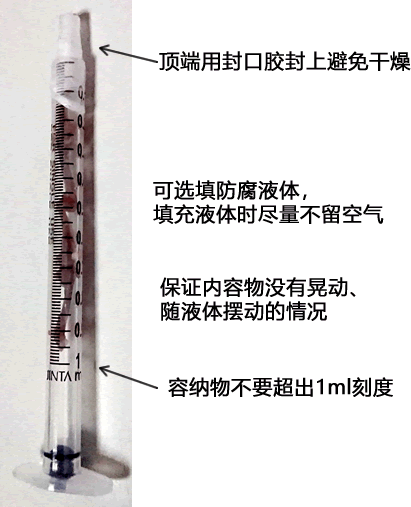 顶端用封口胶封上避免干燥
可选填防腐液体，
填充液体时尽量不留空气
保证内容物没有晃动、
随液体摆动的情况
1
INTA m
容纳物不要超出1ml刻度